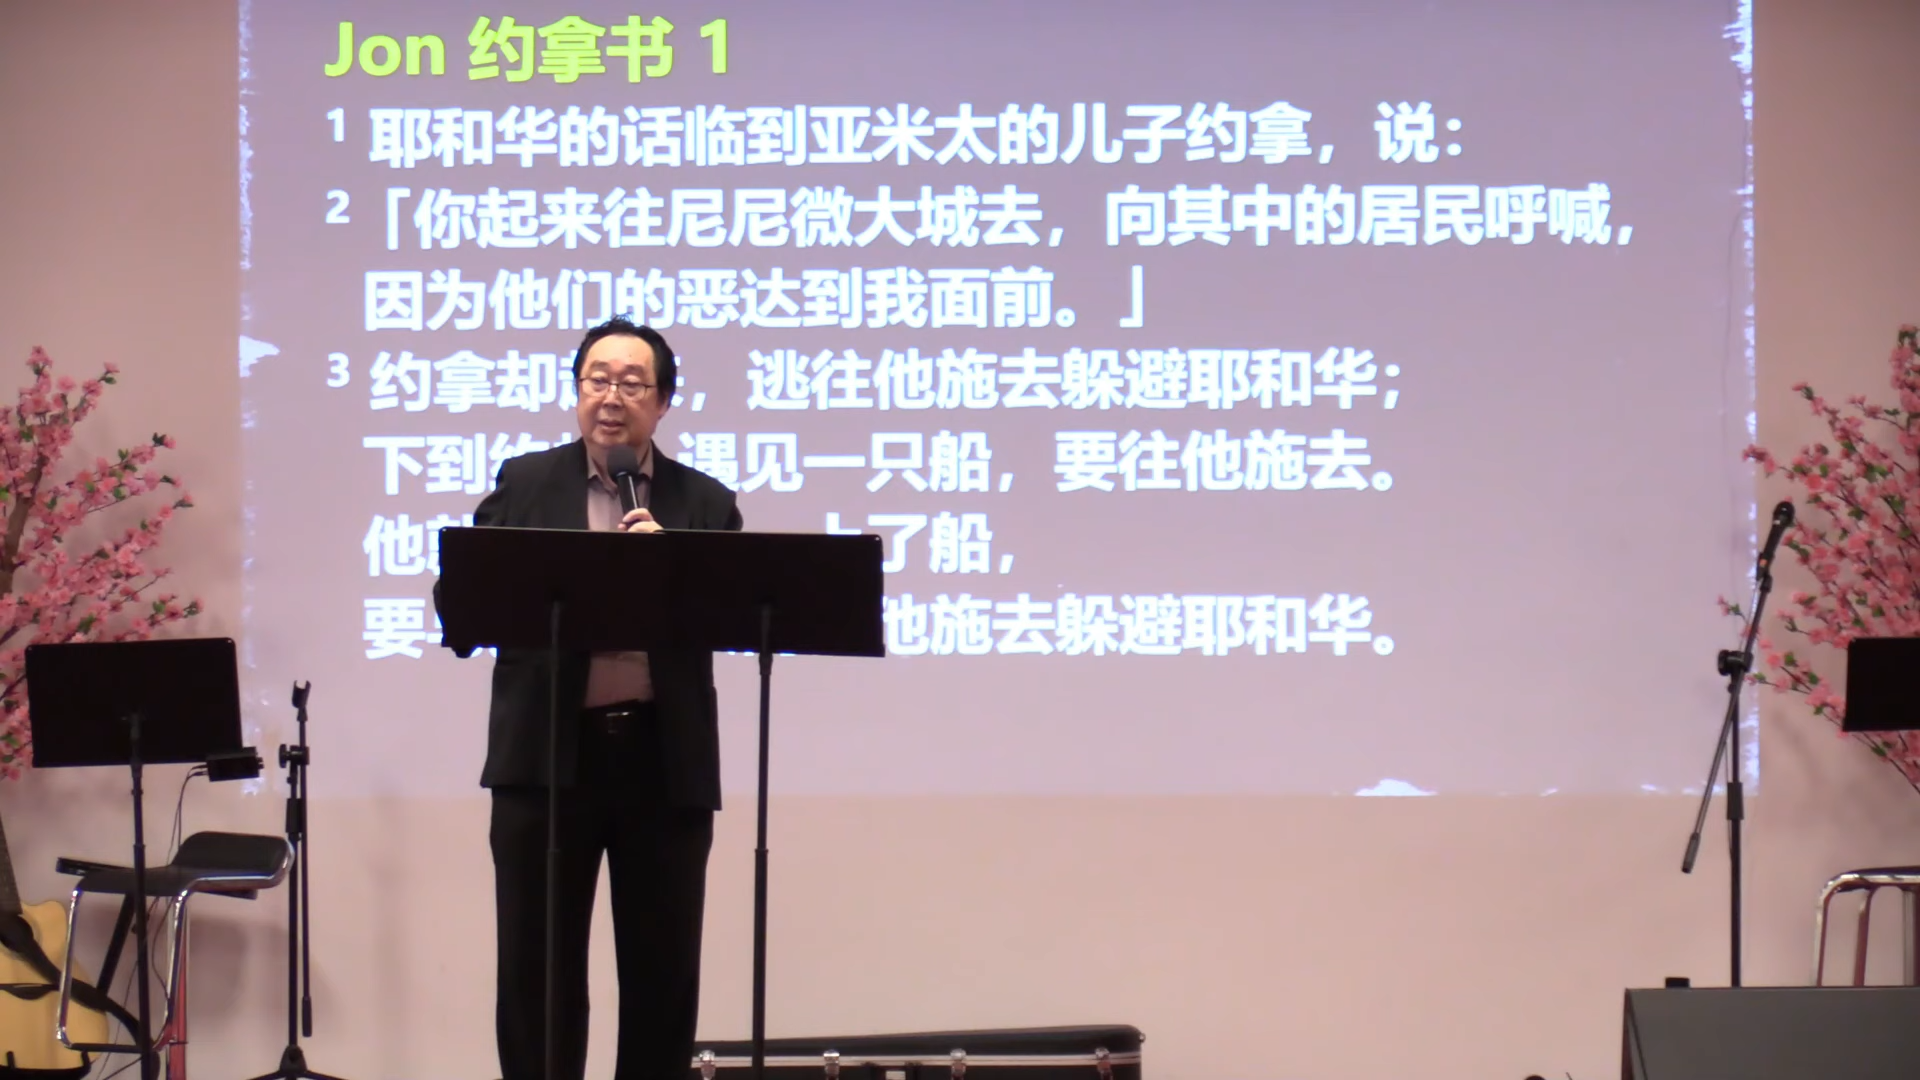 Jon 约拿书 1
1 耶和华的话临到亚米太的儿子约拿，说：
2 「你起来往尼尼微大城去，向其中的居民呼喊，
因为他们的恶达到我面前。」
3 约拿却起来，逃往他施去躲避耶和华；
下到 遇见一只船，要往他施去。
他 上了船，
要 他施去躲避耶和华。